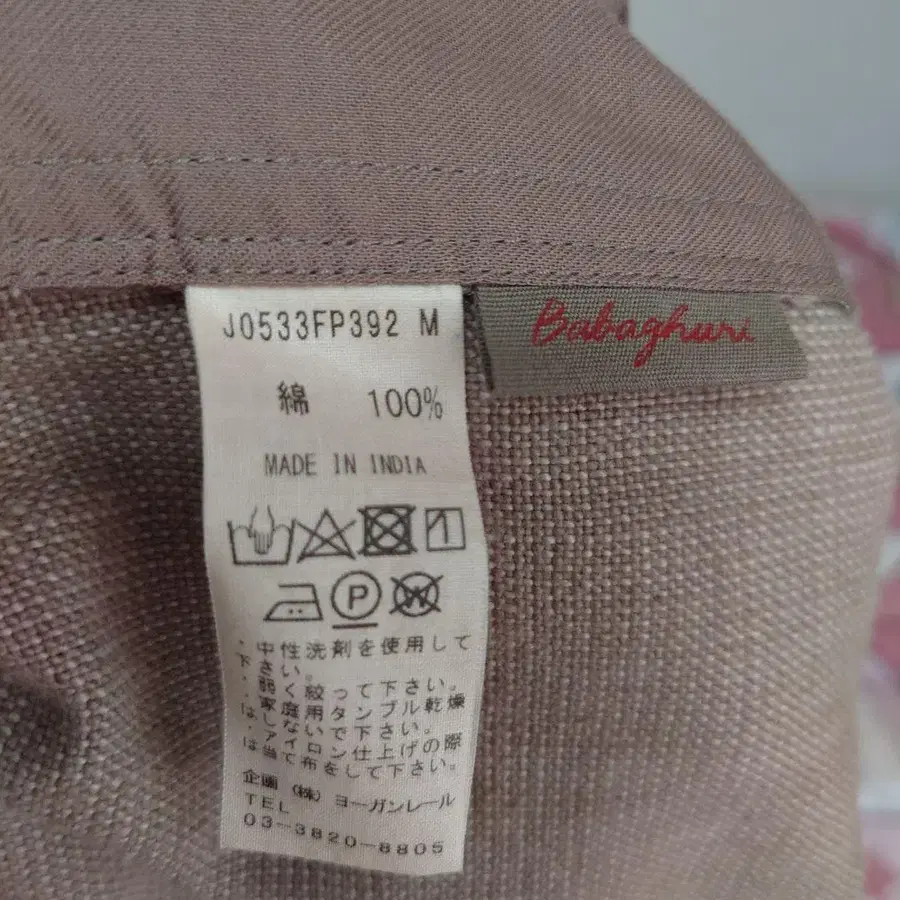 J0533FP392 M
Babaghuri
綿 100%
MADE IN INDIA
P W
・中性洗剤を使用して
下さい。
・弱く絞って下さい。
・家庭用タンブル乾燥
はしないで下さい。
・アイロン仕上げの際
は当て布をして下さい。
企画 (株) ヨーガンレール
TEL
03-3820-8805